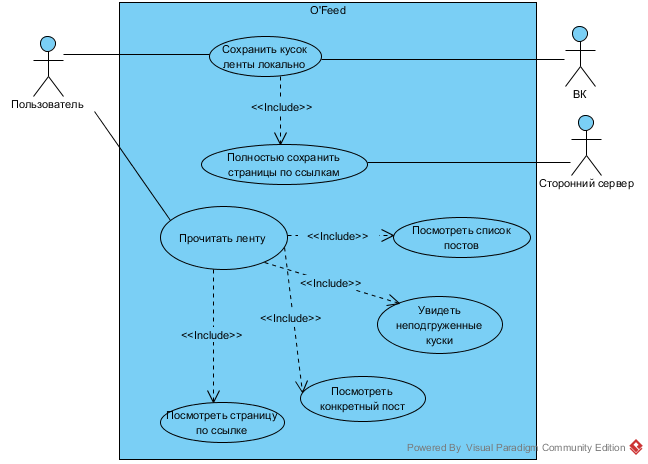 O'Feed
Сохранить кусок
ленты локально
Пользователь
ВК
<<Include>>
Полностью сохранить
страницы по ссылкам
Сторонний сервер
Прочитать ленту
<<Include>>
Посмотреть список
постов
<<Include>>
Увидеть
неподгруженные
куски
<<Include>>
<<Include>>
Посмотреть
конкретный пост
Посмотреть страницу
по ссылке
Powered By Visual Paradigm Community Edition